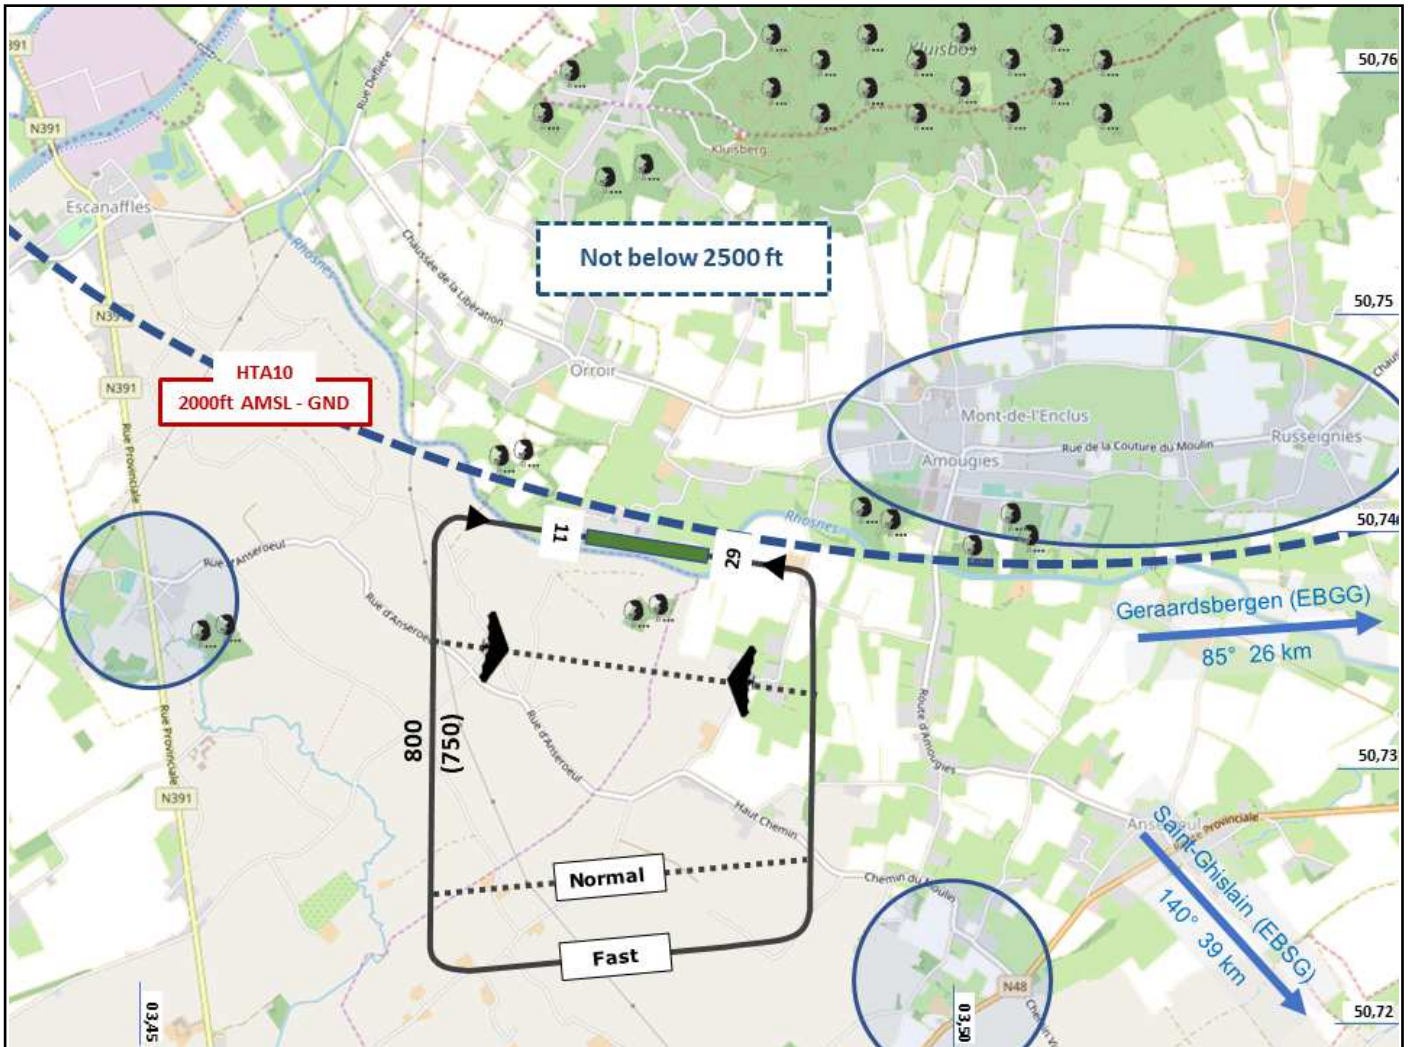 391
50,76
Kluisbos
Rue Deflière
N391
Kluisberg
Escanaffles
Rhosnes
Chaussée de la Libération
Not below 2500 ft
50,75
N391
HTA10
2000ft AMSL - GND
N391
Orroir
Mont-de-l'Enclus
Rue de la Couture du Moulin
Russeignies
Amougies
Rue Provinciale
11
29
Rhosnes
50,74
Rue d'Anseroeul
Rue d'Anseroeul
Geraardsbergen (EBGG)
85° 26 km
800
(750)
Rue d'Anseroeul
Rue Provinciale
Route d'Amougies
50,73
N391
Haut Chemin
Saint-Ghislain (EBSG)
140° 39 km
Normal
Chemin du Moulin
Fast
N48
03,45
03,50
50,72